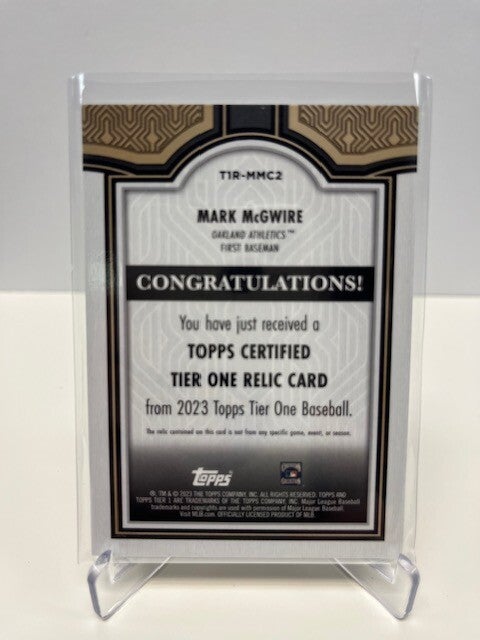 T1R-MMC2
MARK McGWIRE
OAKLAND ATHLETICS™
FIRST BASEMAN
CONGRATULATIONS!
You have just received a
TOPPS CERTIFIED
TIER ONE RELIC CARD
from 2023 Topps Tier One Baseball.
The relic contained on this card is not from any specific game, event, or season.
topps
®, TM & © 2023 THE TOPPS COMPANY, INC. ALL RIGHTS RESERVED. TOPPS AND
TOPPS TIER 1 ARE TRADEMARKS OF THE TOPPS COMPANY, INC. Major League Baseball
trademarks and copyrights are used with permission of Major League Baseball.
Visit MLB.com. OFFICIALLY LICENSED PRODUCT OF MLB.